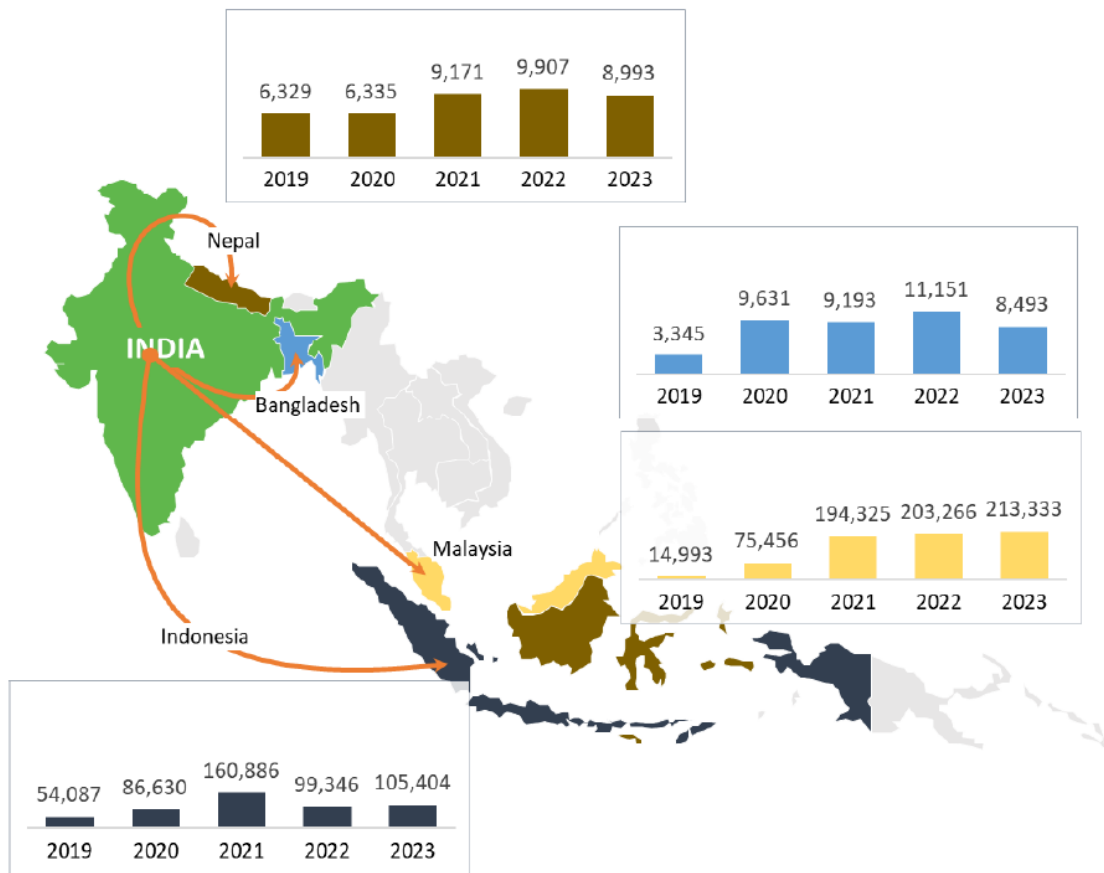 6,329 6,335 9,171 9,907 8,993
2019 2020 2021 2022 2023
Nepal
INDIA
Bangladesh
3,345 9,631 9,193 11,151 8,493
2019 2020 2021 2022 2023
14,993 75,456 194,325 203,266 213,333
2019 2020 2021 2022 2023
Malaysia
Indonesia
54,087 86,630 160,886 99,346 105,404
2019 2020 2021 2022 2023